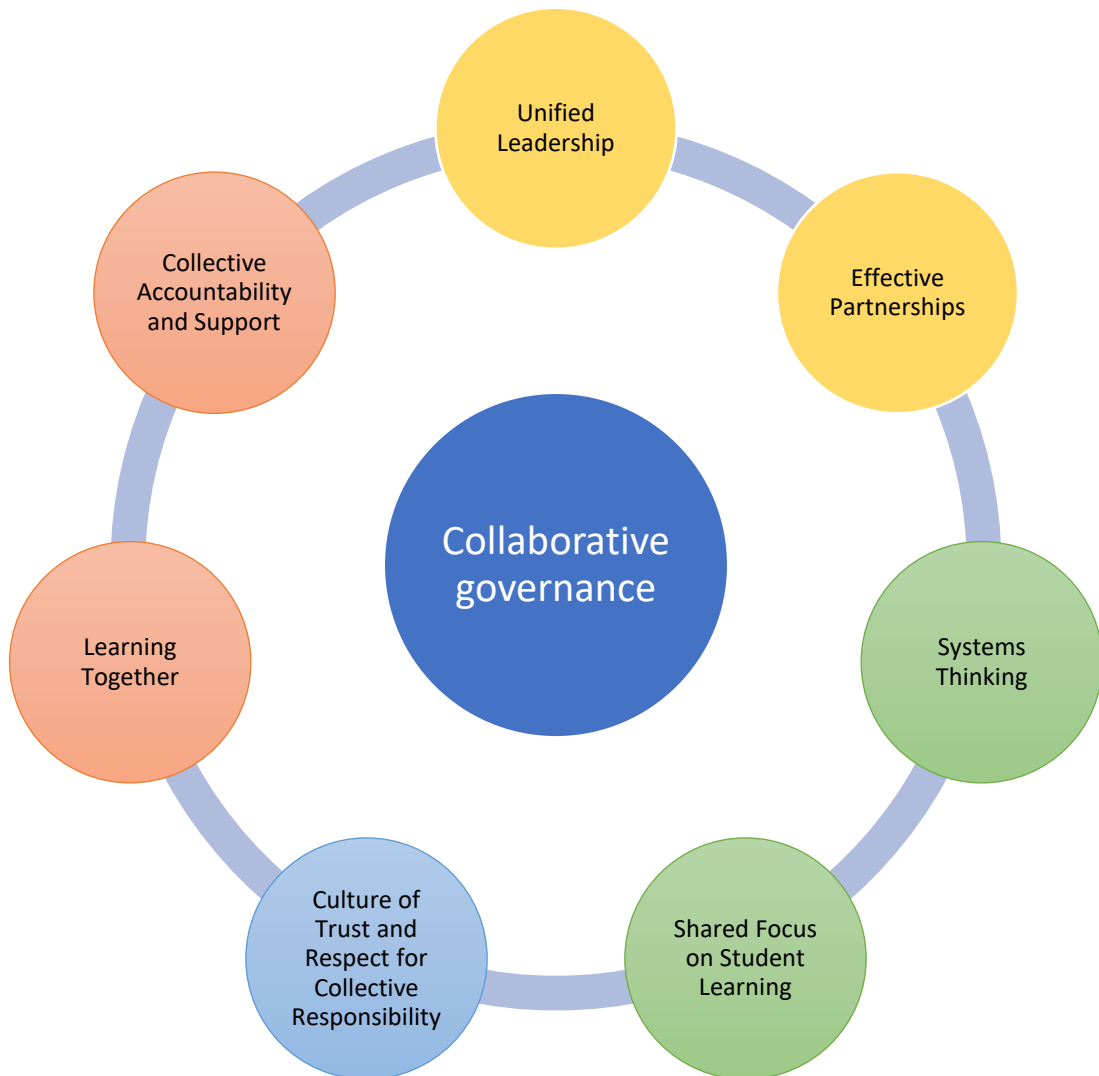 Unified
Leadership
Effective
Partnerships
Systems
Thinking
Shared Focus
on Student
Learning
Culture of
Trust and
Respect for
Collective
Responsibility
Learning
Together
Collective
Accountability
and Support
Collaborative
governance